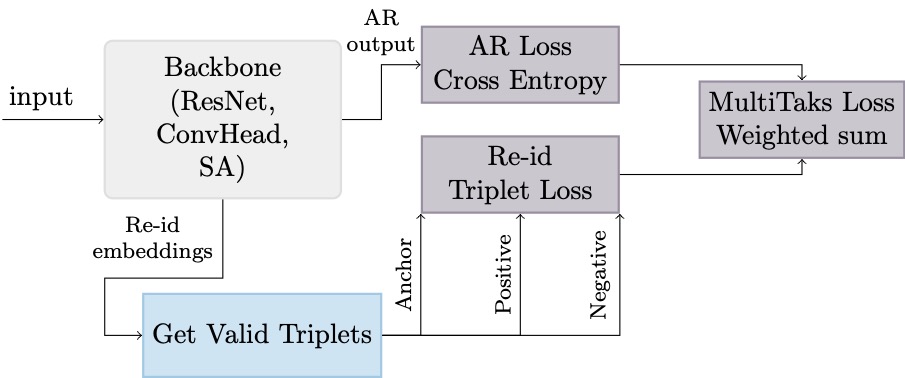 input
Backbone
(ResNet,
ConvHead,
SA)
AR
output
AR Loss
Cross Entropy
MultiTaks Loss
Weighted sum
Re-id
Triplet Loss
Re-id
embeddings
Anchor
Positive
Negative
Get Valid Triplets